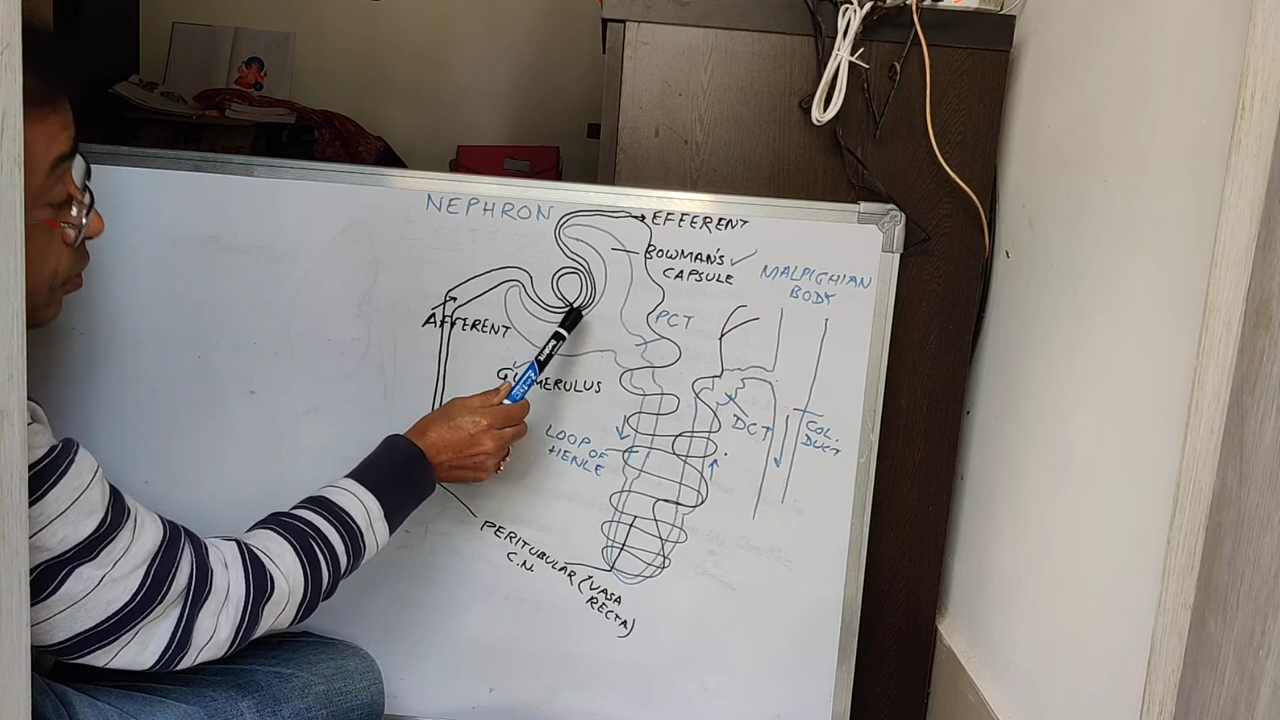 NEPHRON
EFFERENT
BOWMAN'S ✓
CAPSULE
MALPIGHIAN
BODY
AFFERENT
PCT
GLOMERULUS
DCT
COL.
DUCT
LOOP OF
HENLE
PERITUBULAR (VASA
C.N.
RECTA)